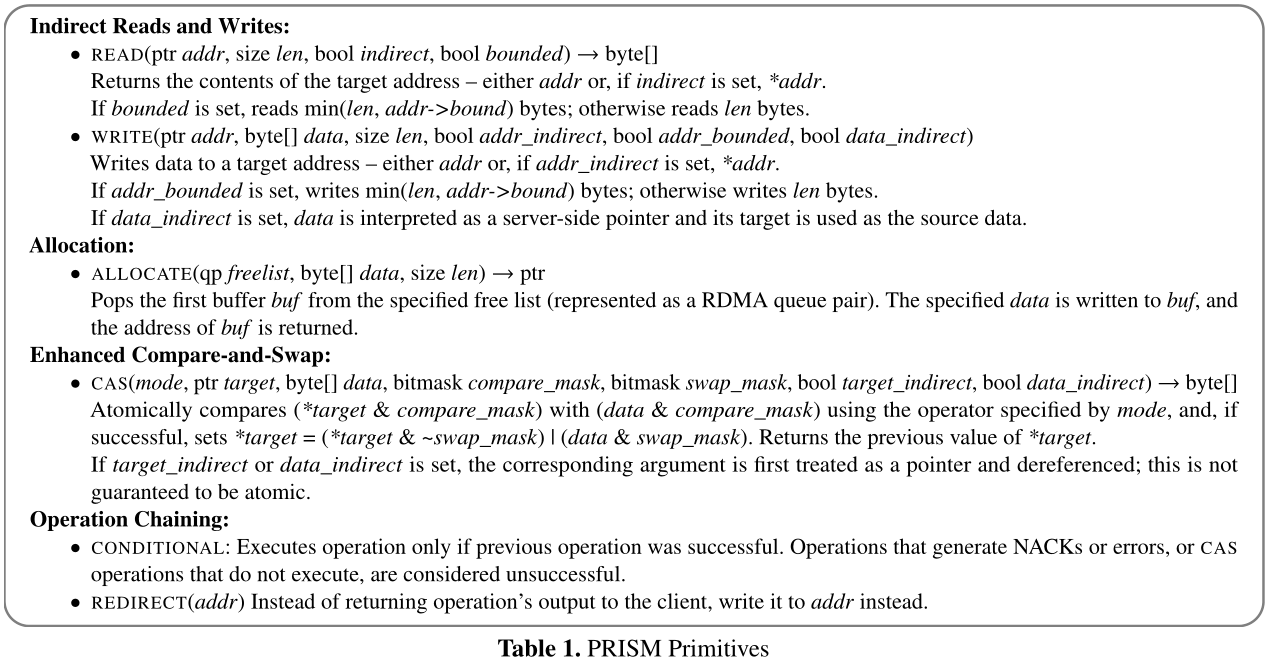 Indirect Reads and Writes:
• READ(ptr addr, size len, bool indirect, bool bounded) → byte[]
Returns the contents of the target address – either addr or, if indirect is set, *addr.
If bounded is set, reads min(len, addr->bound) bytes; otherwise reads len bytes.
• WRITE(ptr addr, byte[] data, size len, bool addr_indirect, bool addr_bounded, bool data_indirect)
Writes data to a target address – either addr or, if addr_indirect is set, *addr.
If addr_bounded is set, writes min(len, addr->bound) bytes; otherwise writes len bytes.
If data_indirect is set, data is interpreted as a server-side pointer and its target is used as the source data.
Allocation:
• ALLOCATE(qp freelist, byte[] data, size len) → ptr
Pops the first buffer buf from the specified free list (represented as a RDMA queue pair). The specified data is written to buf, and
the address of buf is returned.
Enhanced Compare-and-Swap:
• CAS(mode, ptr target, byte[] data, bitmask compare_mask, bitmask swap_mask, bool target_indirect, bool data_indirect) → byte[]
Atomically compares (*target & compare_mask) with (data & compare_mask) using the operator specified by mode, and, if
successful, sets *target = (*target & ~swap_mask) | (data & swap_mask). Returns the previous value of *target.
If target_indirect or data_indirect is set, the corresponding argument is first treated as a pointer and dereferenced; this is not
guaranteed to be atomic.
Operation Chaining:
• CONDITIONAL: Executes operation only if previous operation was successful. Operations that generate NACKs or errors, or CAS
operations that do not execute, are considered unsuccessful.
• REDIRECT(addr) Instead of returning operation's output to the client, write it to addr instead.
Table 1. PRISM Primitives